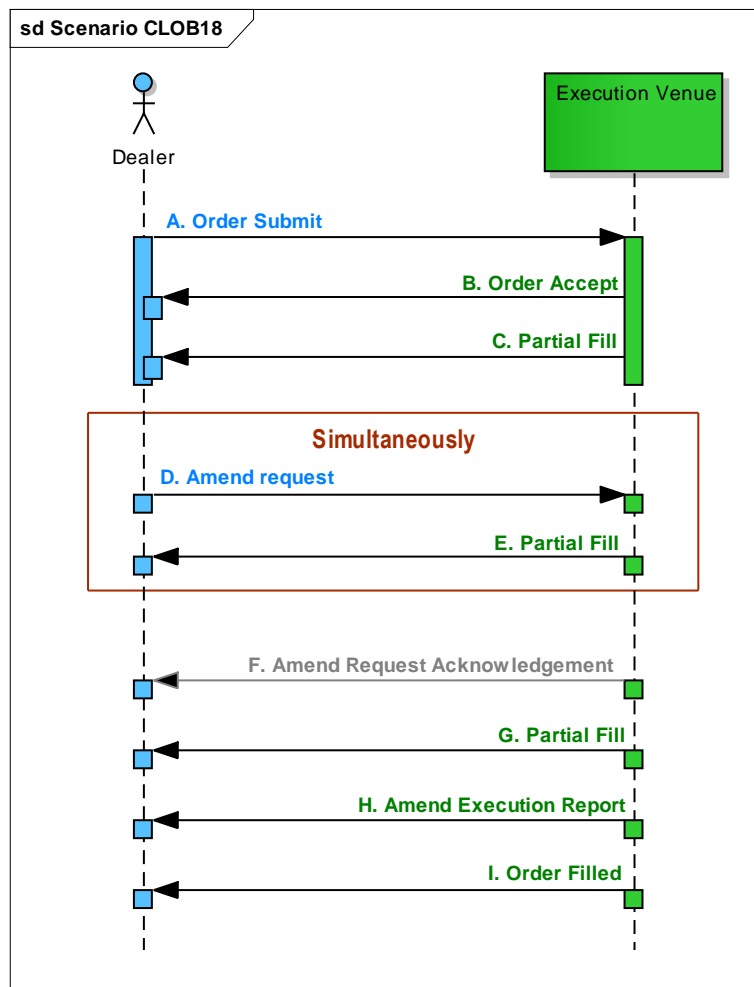 sd Scenario CLOB18
Execution Venue
Dealer
A. Order Submit
B. Order Accept
C. Partial Fill
Simultaneously
D. Amend request
E. Partial Fill
F. Amend Request Acknowledgement
G. Partial Fill
H. Amend Execution Report
I. Order Filled